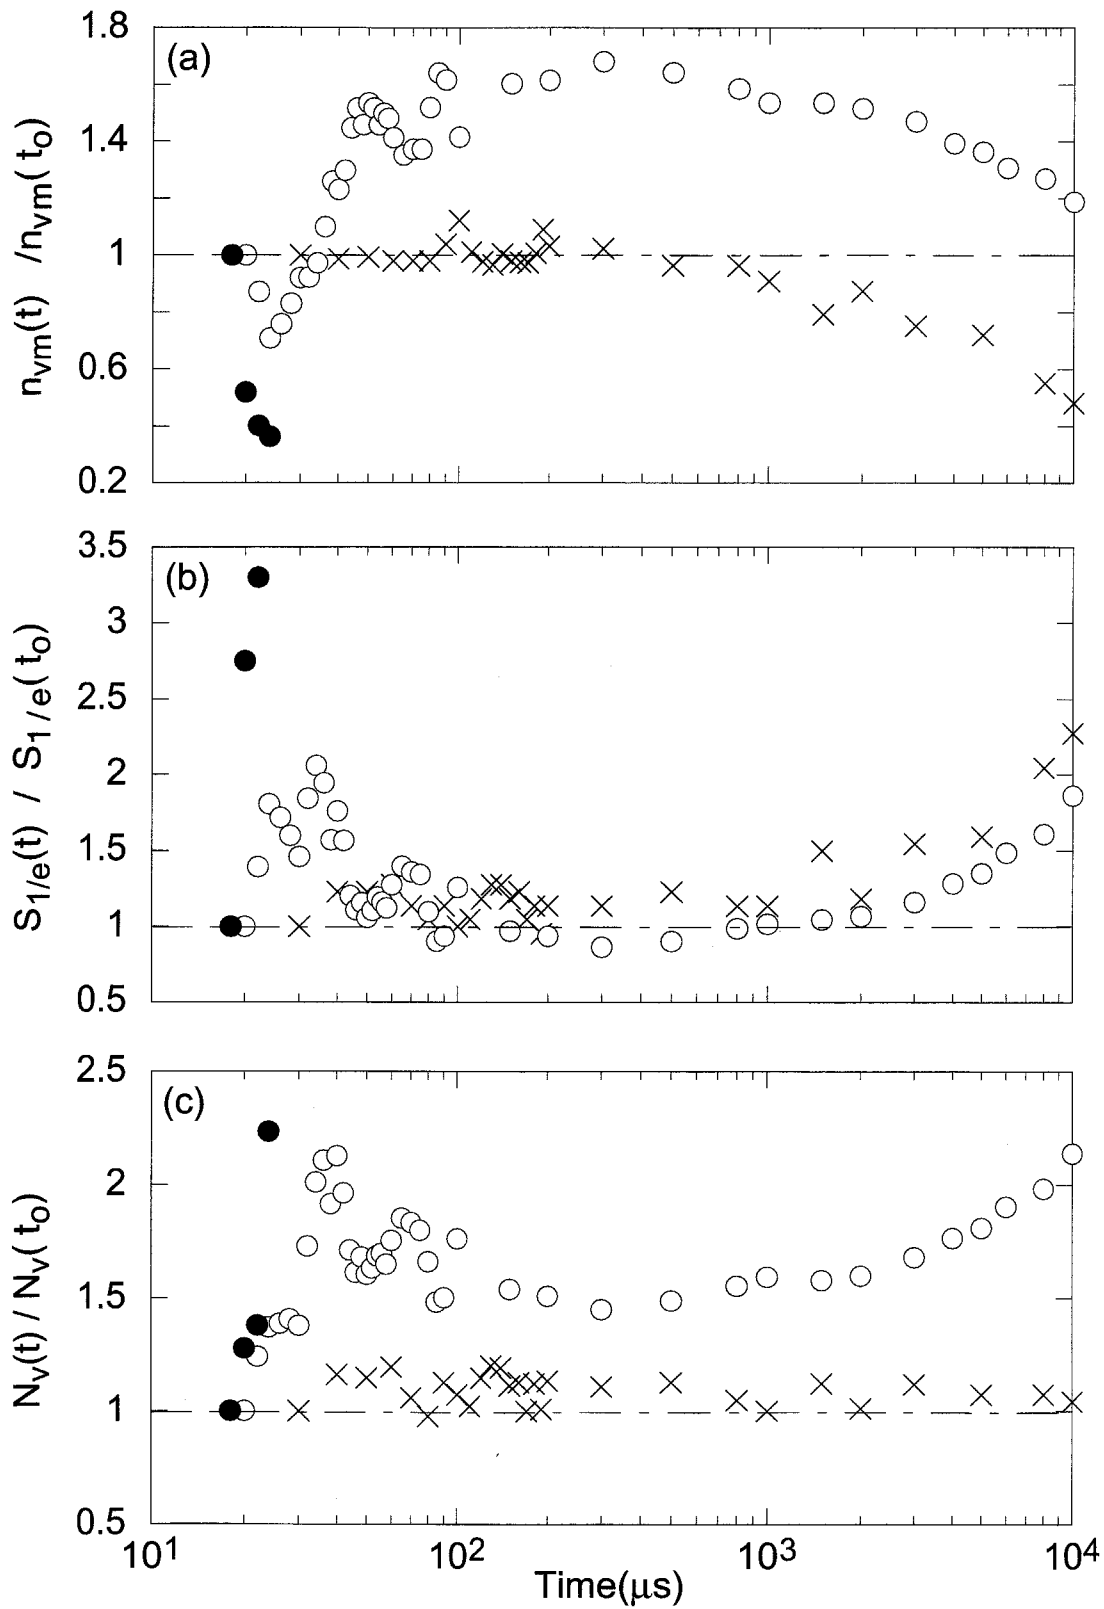 (a)
1.8
1.4
1
0.6
0.2
n_vm(t) /n_vm(t_o)
(b)
3.5
3
2.5
2
1.5
1
0.5
S_1/e(t) / S_1/e(t_o)
(c)
2.5
2
1.5
1
0.5
N_v(t) / N_v(t_o)
10^1 10^2 10^3 10^4
Time(μs)